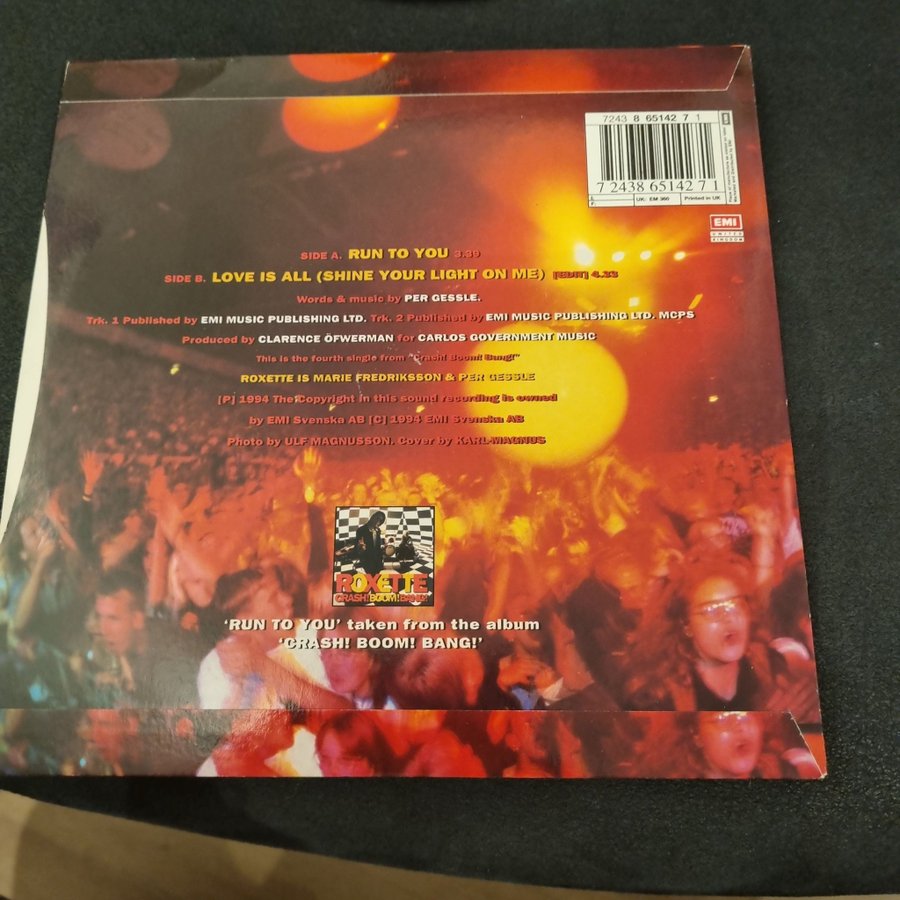 7243 8 65142 7 1
7 24385 65142 7 1
UK: EM 360
Printed in UK
EMI
UNITED
KINGDOM
SIDE A. RUN TO YOU 3.39
SIDE B. LOVE IS ALL (SHINE YOUR LIGHT ON ME) [EDIT] 4.33
Words & music by PER GESSLE.
Trk. 1 Published by EMI MUSIC PUBLISHING LTD. Trk. 2 Published by EMI MUSIC PUBLISHING LTD. MCPS
Produced by CLARENCE ÖFWERMAN for CARLOS GOVERNMENT MUSIC
This is the fourth single from "Crash! Boom! Bang!"
ROXETTE IS MARIE FREDRIKSSON & PER GESSLE
[P] 1994 The Copyright in this sound recording is owned
by EMI Svenska AB [C] 1994 EMI Svenska AB
Photo by ULF MAGNUSSON. Cover by KARL-MAGNUS
ROXETTE
CRASH! BOOM! BANG!
'RUN TO YOU' taken from the album
'CRASH! BOOM! BANG!'